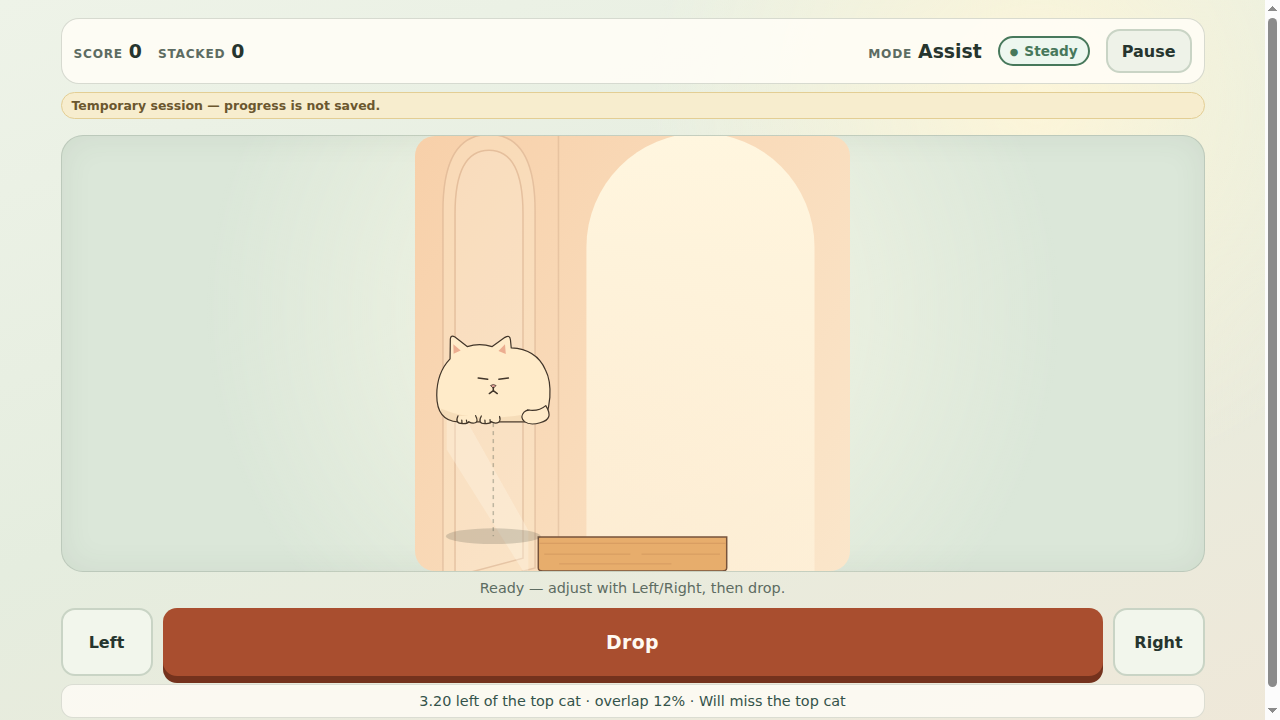 SCORE 0 STACKED 0 MODE Assist ● Steady Pause
Temporary session — progress is not saved.
Ready — adjust with Left/Right, then drop.
Left Drop Right
3.20 left of the top cat · overlap 12% · Will miss the top cat